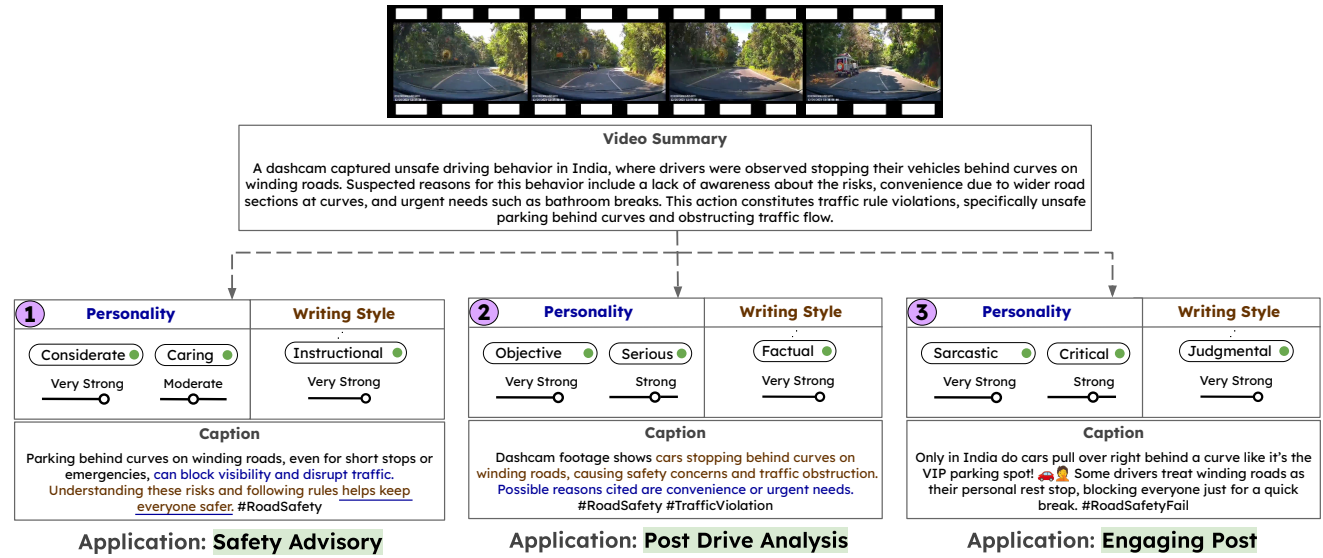 Video Summary
A dashcam captured unsafe driving behavior in India, where drivers were observed stopping their vehicles behind curves on
winding roads. Suspected reasons for this behavior include a lack of awareness about the risks, convenience due to wider road
sections at curves, and urgent needs such as bathroom breaks. This action constitutes traffic rule violations, specifically unsafe
parking behind curves and obstructing traffic flow.
1
Personality
Writing Style
Considerate
Caring
Instructional
Very Strong
Moderate
Very Strong
Caption
Parking behind curves on winding roads, even for short stops or
emergencies, can block visibility and disrupt traffic.
Understanding these risks and following rules helps keep
everyone safer. #RoadSafety
Application: Safety Advisory
2
Personality
Writing Style
Objective
Serious
Factual
Very Strong
Strong
Very Strong
Caption
Dashcam footage shows cars stopping behind curves on
winding roads, causing safety concerns and traffic obstruction.
Possible reasons cited are convenience or urgent needs.
#RoadSafety #TrafficViolation
Application: Post Drive Analysis
3
Personality
Writing Style
Sarcastic
Critical
Judgmental
Very Strong
Strong
Very Strong
Caption
Only in India do cars pull over right behind a curve like it's the
VIP parking spot! 🚗🤦 Some drivers treat winding roads as
their personal rest stop, blocking everyone just for a quick
break. #RoadSafetyFail
Application: Engaging Post